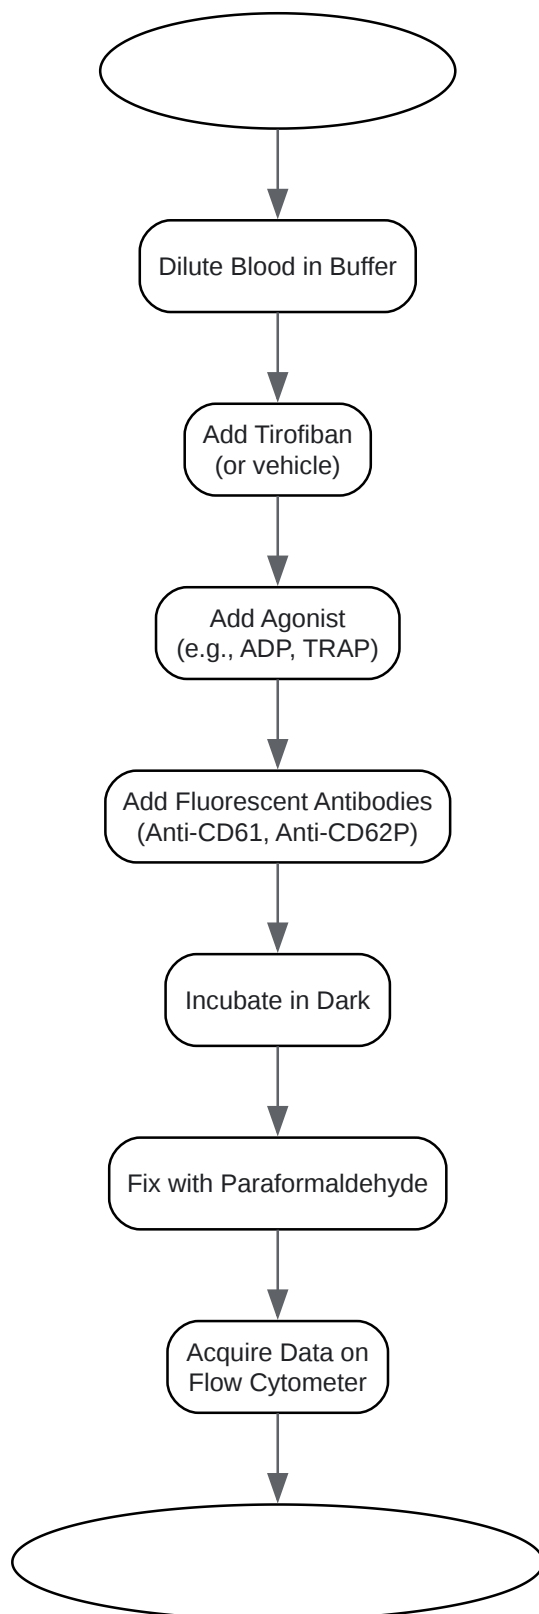 Dilute Blood in Buffer
Add Tirofiban
(or vehicle)
Add Agonist
(e.g., ADP, TRAP)
Add Fluorescent Antibodies
(Anti-CD61, Anti-CD62P)
Incubate in Dark
Fix with Paraformaldehyde
Acquire Data on
Flow Cytometer